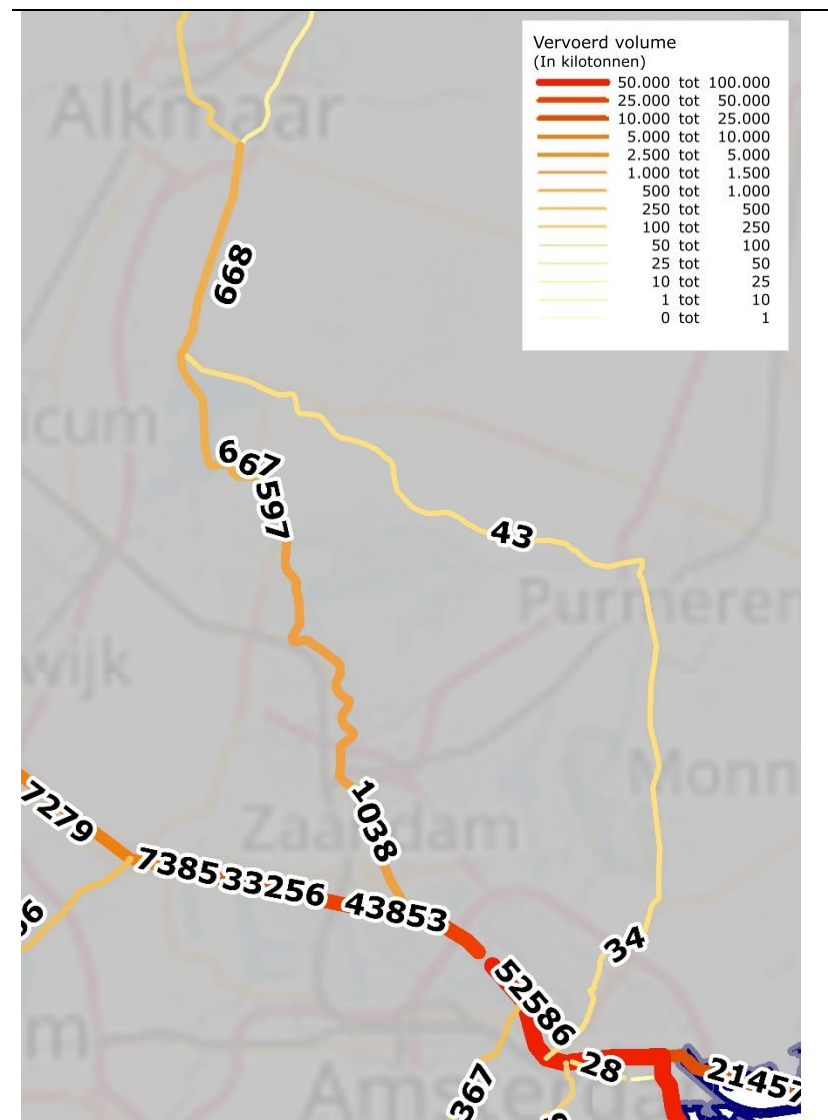 Vervoerd volume
(In kilotonnen)
50.000 tot 100.000
25.000 tot 50.000
10.000 tot 25.000
5.000 tot 10.000
2.500 tot 5.000
1.000 tot 1.500
500 tot 1.000
250 tot 500
100 tot 250
50 tot 100
25 tot 50
10 tot 25
1 tot 10
0 tot 1
Alkmaar
668
icum
667
597
43
Purmeren
wijk
Monn
7279
Zaandam
1038
7385
33256
43853
34
52586
m
28
21457
367
Amsterda